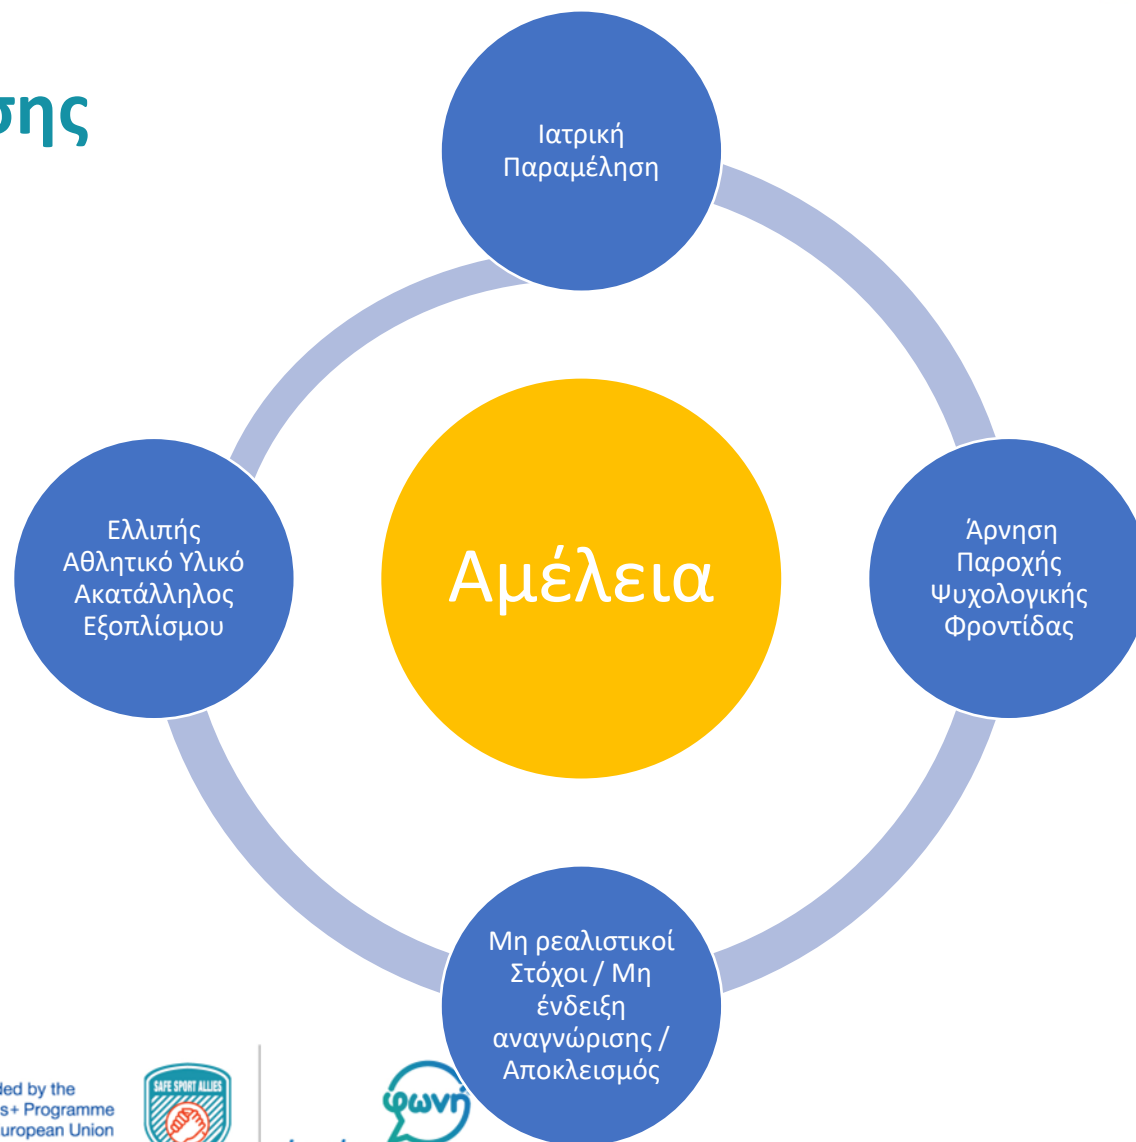 σης
Ιατρική
Παραμέληση
Άρνηση
Παροχής
Ψυχολογικής
Φροντίδας
Αμέλεια
Ελλιπής
Αθλητικό Υλικό
Ακατάλληλος
Εξοπλίσμου
Μη ρεαλιστικοί
Στόχοι / Μη
ένδειξη
αναγνώρισης /
Αποκλεισμός
ded by the
s+ Programme
uropean Union
SAFE SPORT ALLIES
φωνή